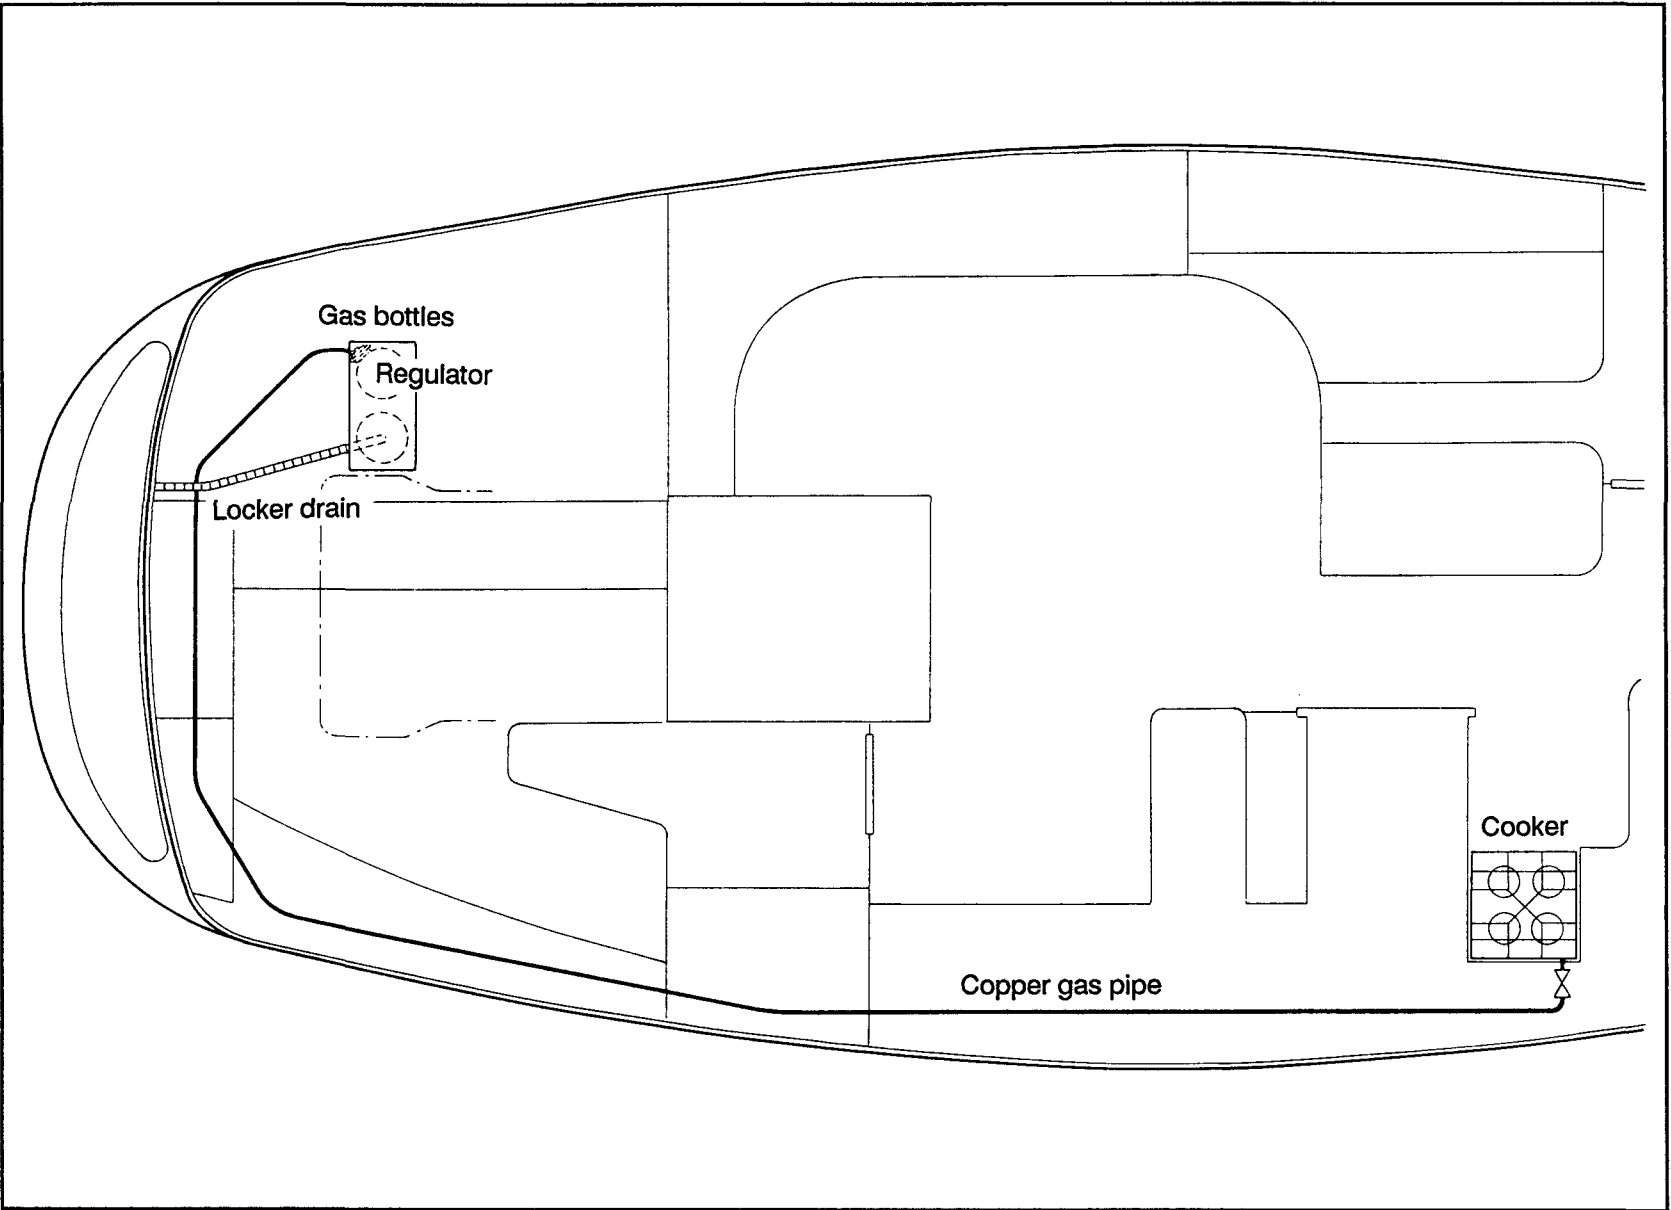 Gas bottles
Regulator
Locker drain
Cooker
Copper gas pipe